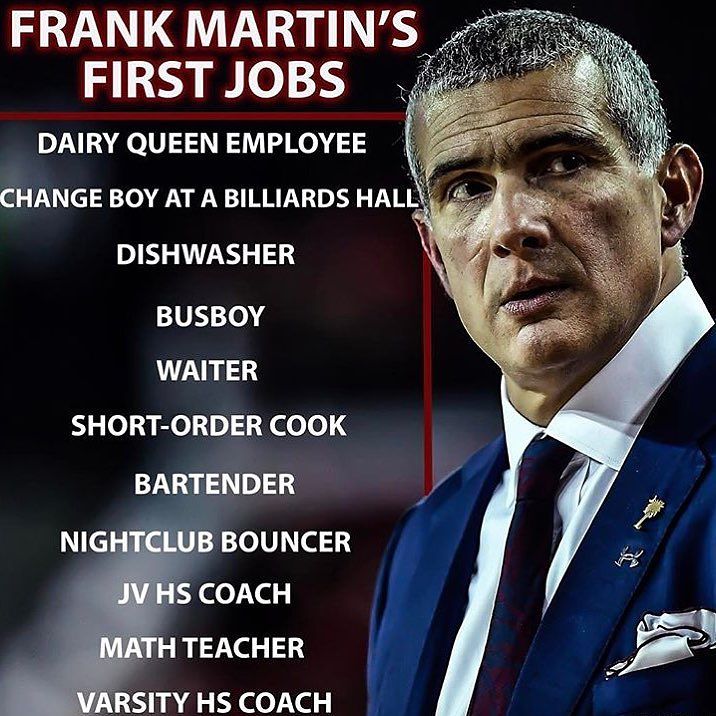 FRANK MARTIN'S
FIRST JOBS
DAIRY QUEEN EMPLOYEE
CHANGE BOY AT A BILLIARDS HALL
DISHWASHER
BUSBOY
WAITER
SHORT-ORDER COOK
BARTENDER
NIGHTCLUB BOUNCER
JV HS COACH
MATH TEACHER
VARSITY HS COACH